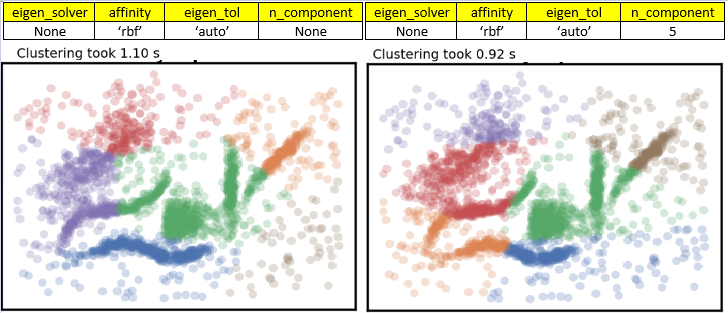 eigen_solver affinity eigen_tol n_component
None ‘rbf’ ‘auto’ None
Clustering took 1.10 s
eigen_solver affinity eigen_tol n_component
None ‘rbf’ ‘auto’ 5
Clustering took 0.92 s